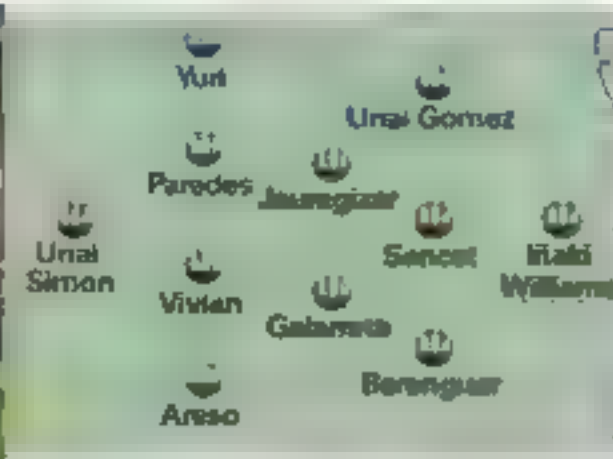 Yuri
Unai Gomez
Paredes
Jauregizar
Unai
Simon
Sancet
Iñaki
Williams
Vivian
Galarreta
Berenguer
Areso